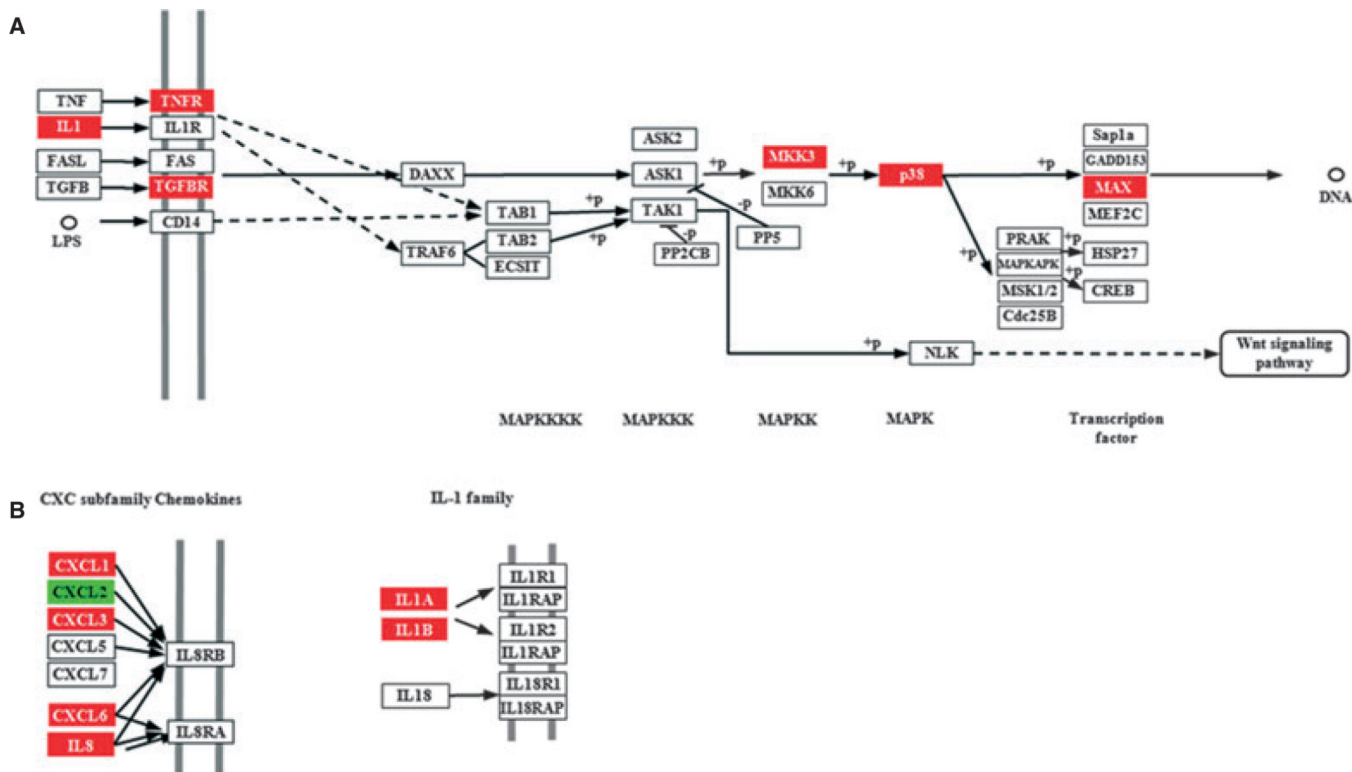 A
TNF
TNFR
IL1
IL1R
FASL
FAS
TGFB
TGFBR
LPS
CD14
DAXX
TAB1
TRAF6
TAB2
ECSIT
+p
+p
ASK2
ASK1
TAK1
-p
PP2CB
-p
PP5
+p
MKK3
MKK6
+p
p38
+p
+p
Sap1a
GADD153
MAX
MEF2C
DNA
PRAK
MAPKAPK
MSK1/2
Cdc25B
+p
+p
HSP27
CREB
+p
NLK
Wnt signaling
pathway
MAPKKKK
MAPKKK
MAPKK
MAPK
Transcription
factor
B
CXC subfamily Chemokines
CXCL1
CXCL2
CXCL3
CXCL5
CXCL7
CXCL6
IL8
IL8RB
IL8RA
IL-1 family
IL1A
IL1B
IL18
IL1R1
IL1RAP
IL1R2
IL1RAP
IL18R1
IL18RAP